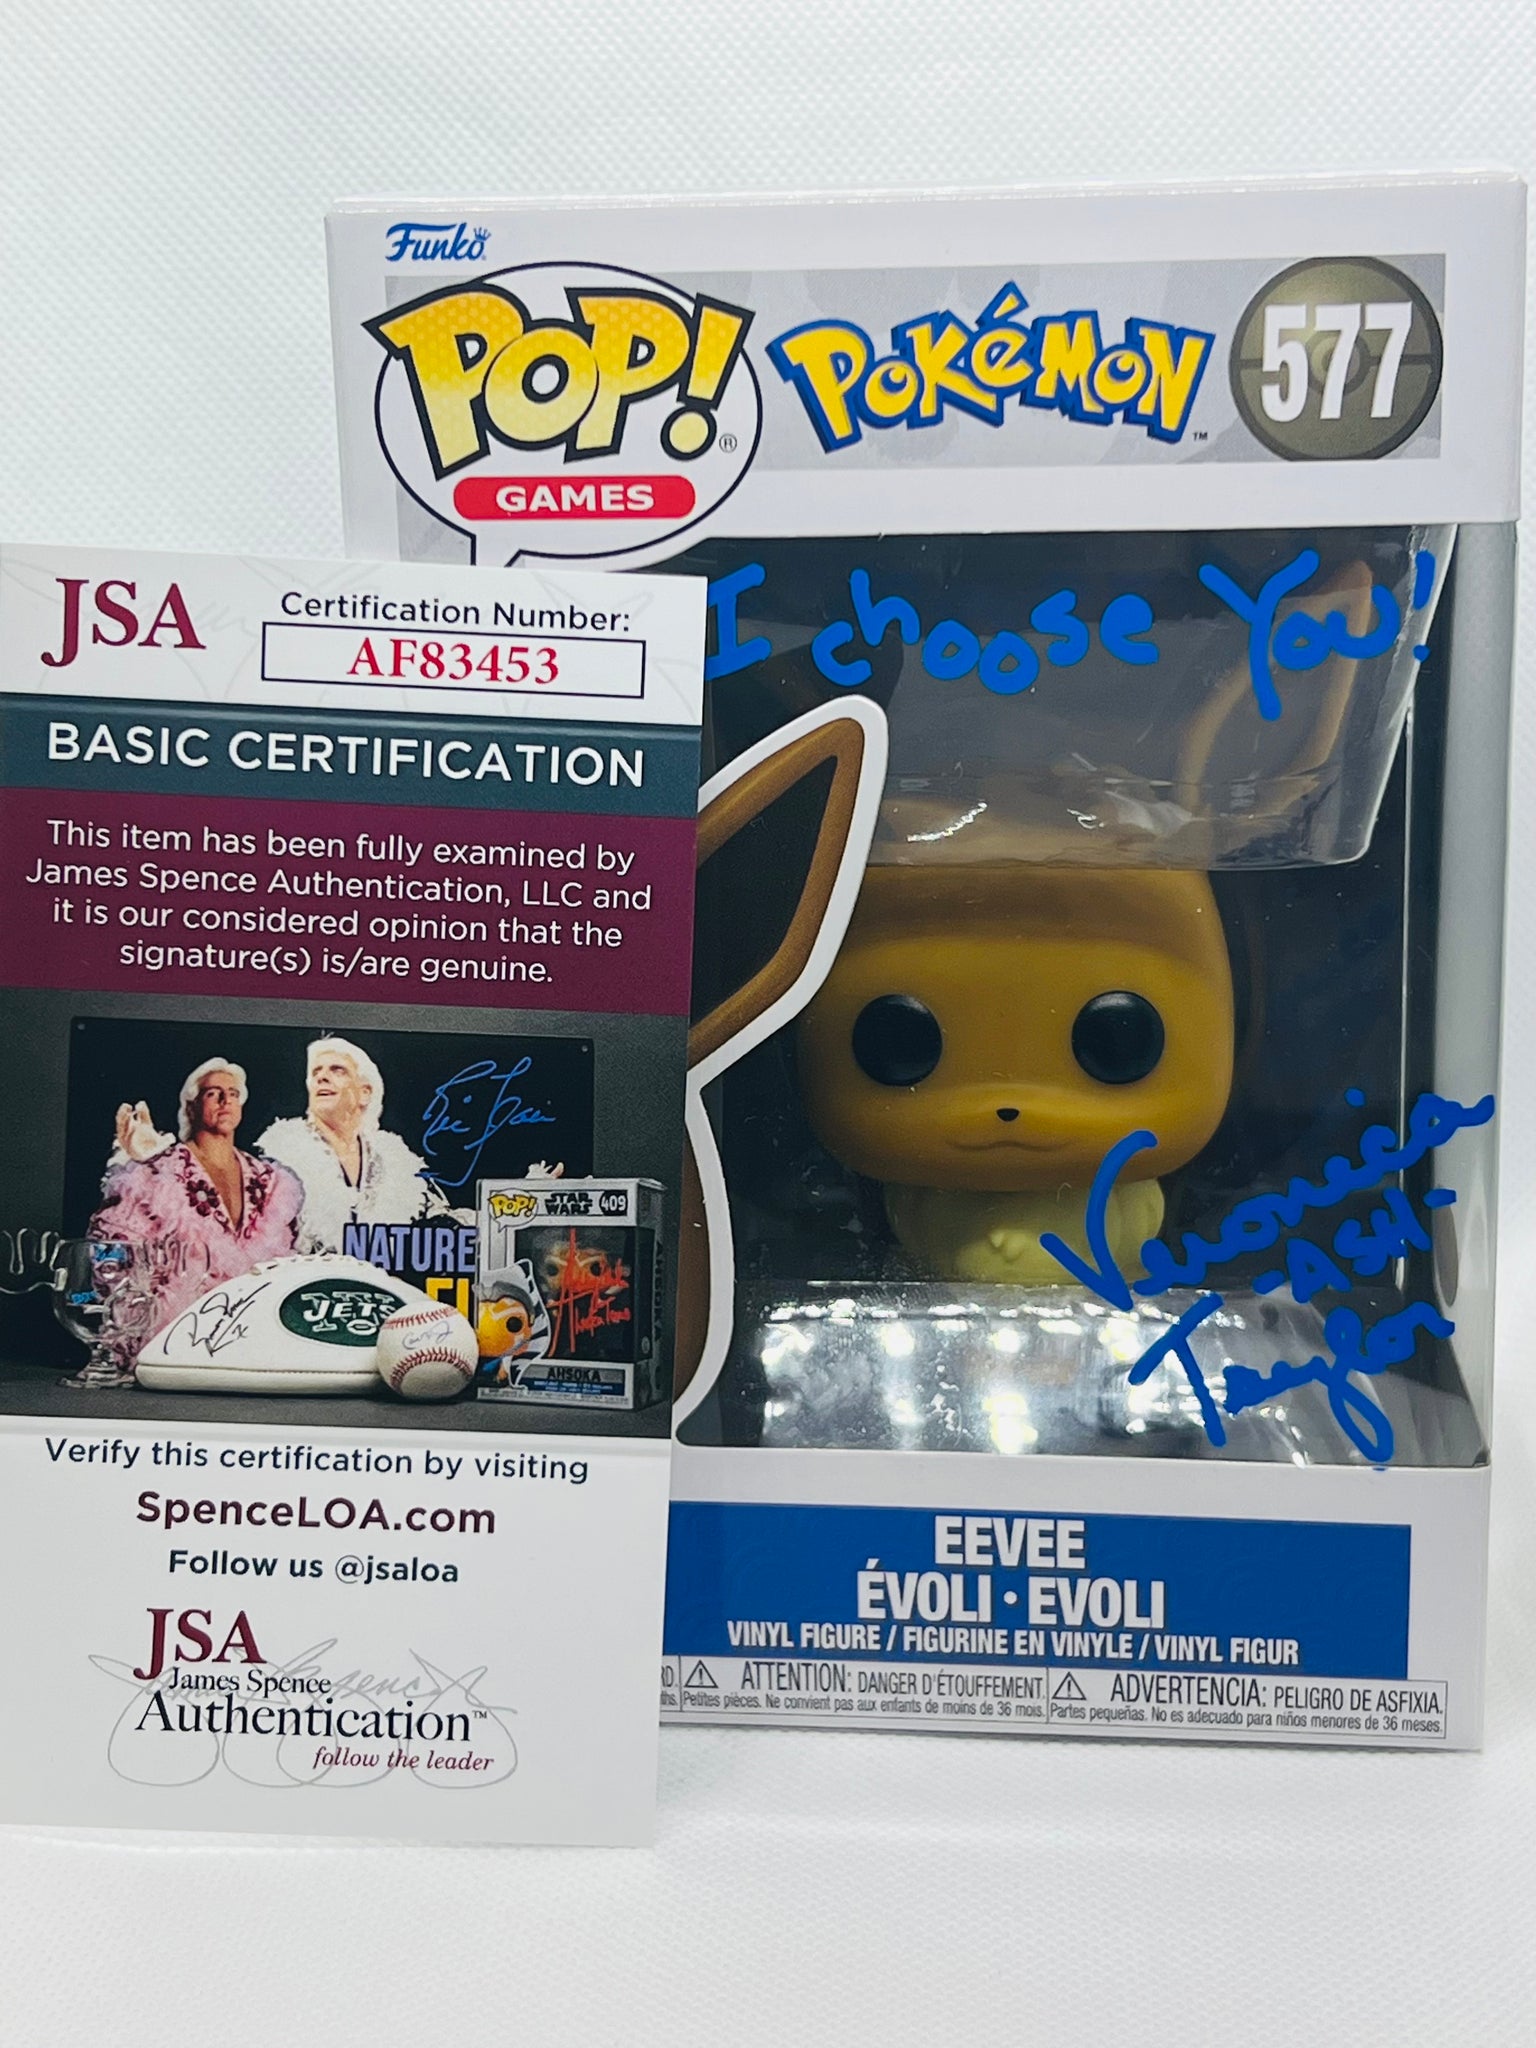 Funko
POP! ®
GAMES
POKéMON ™
577
I choose You!
Veronica
"ASH"
Taylor
JSA
Certification Number:
AF83453
BASIC CERTIFICATION
This item has been fully examined by
James Spence Authentication, LLC and
it is our considered opinion that the
signature(s) is/are genuine.
NATURE
JETS
POP!
STAR
WARS
409
AHSOKA
Verify this certification by visiting
SpenceLOA.com
Follow us @jsaloa
JSA
James Spence
Authentication™
follow the leader
EEVEE
ÉVOLI • EVOLI
VINYL FIGURE / FIGURINE EN VINYLE / VINYL FIGUR
⚠ ATTENTION: DANGER D'ÉTOUFFEMENT.
Petites pièces. Ne convient pas aux enfants de moins de 36 mois.
⚠ ADVERTENCIA: PELIGRO DE ASFIXIA.
Partes pequeñas. No es adecuado para niños menores de 36 meses.